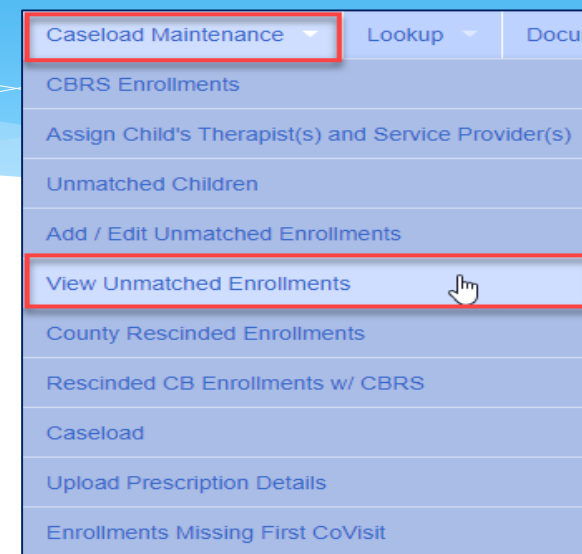 Caseload Maintenance Lookup Docu
CBRS Enrollments
Assign Child's Therapist(s) and Service Provider(s)
Unmatched Children
Add / Edit Unmatched Enrollments
View Unmatched Enrollments
County Rescinded Enrollments
Rescinded CB Enrollments w/ CBRS
Caseload
Upload Prescription Details
Enrollments Missing First CoVisit